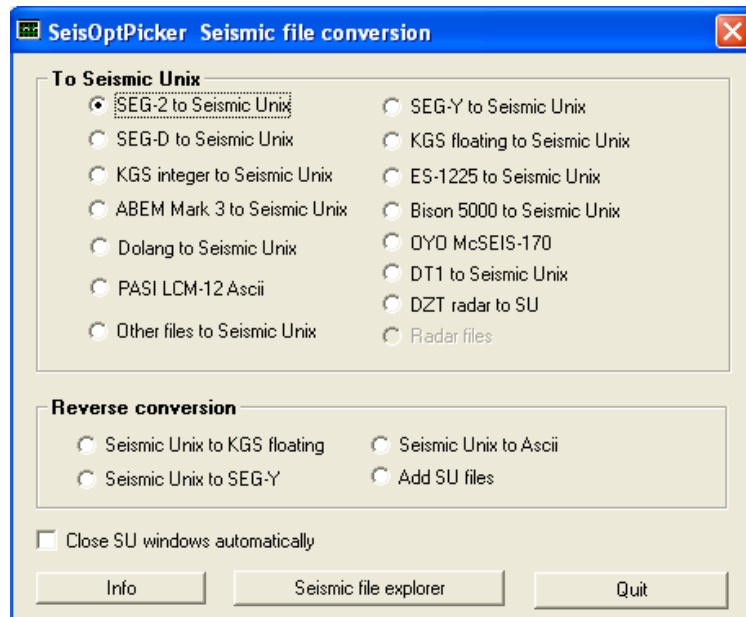 SeisOptPicker Seismic file conversion
To Seismic Unix
SEG-2 to Seismic Unix
SEG-D to Seismic Unix
KGS integer to Seismic Unix
ABEM Mark 3 to Seismic Unix
Dolang to Seismic Unix
PASI LCM-12 Ascii
Other files to Seismic Unix
SEG-Y to Seismic Unix
KGS floating to Seismic Unix
ES-1225 to Seismic Unix
Bison 5000 to Seismic Unix
OYO McSEIS-170
DT1 to Seismic Unix
DZT radar to SU
Radar files
Reverse conversion
Seismic Unix to KGS floating
Seismic Unix to SEG-Y
Seismic Unix to Ascii
Add SU files
Close SU windows automatically
Info
Seismic file explorer
Quit